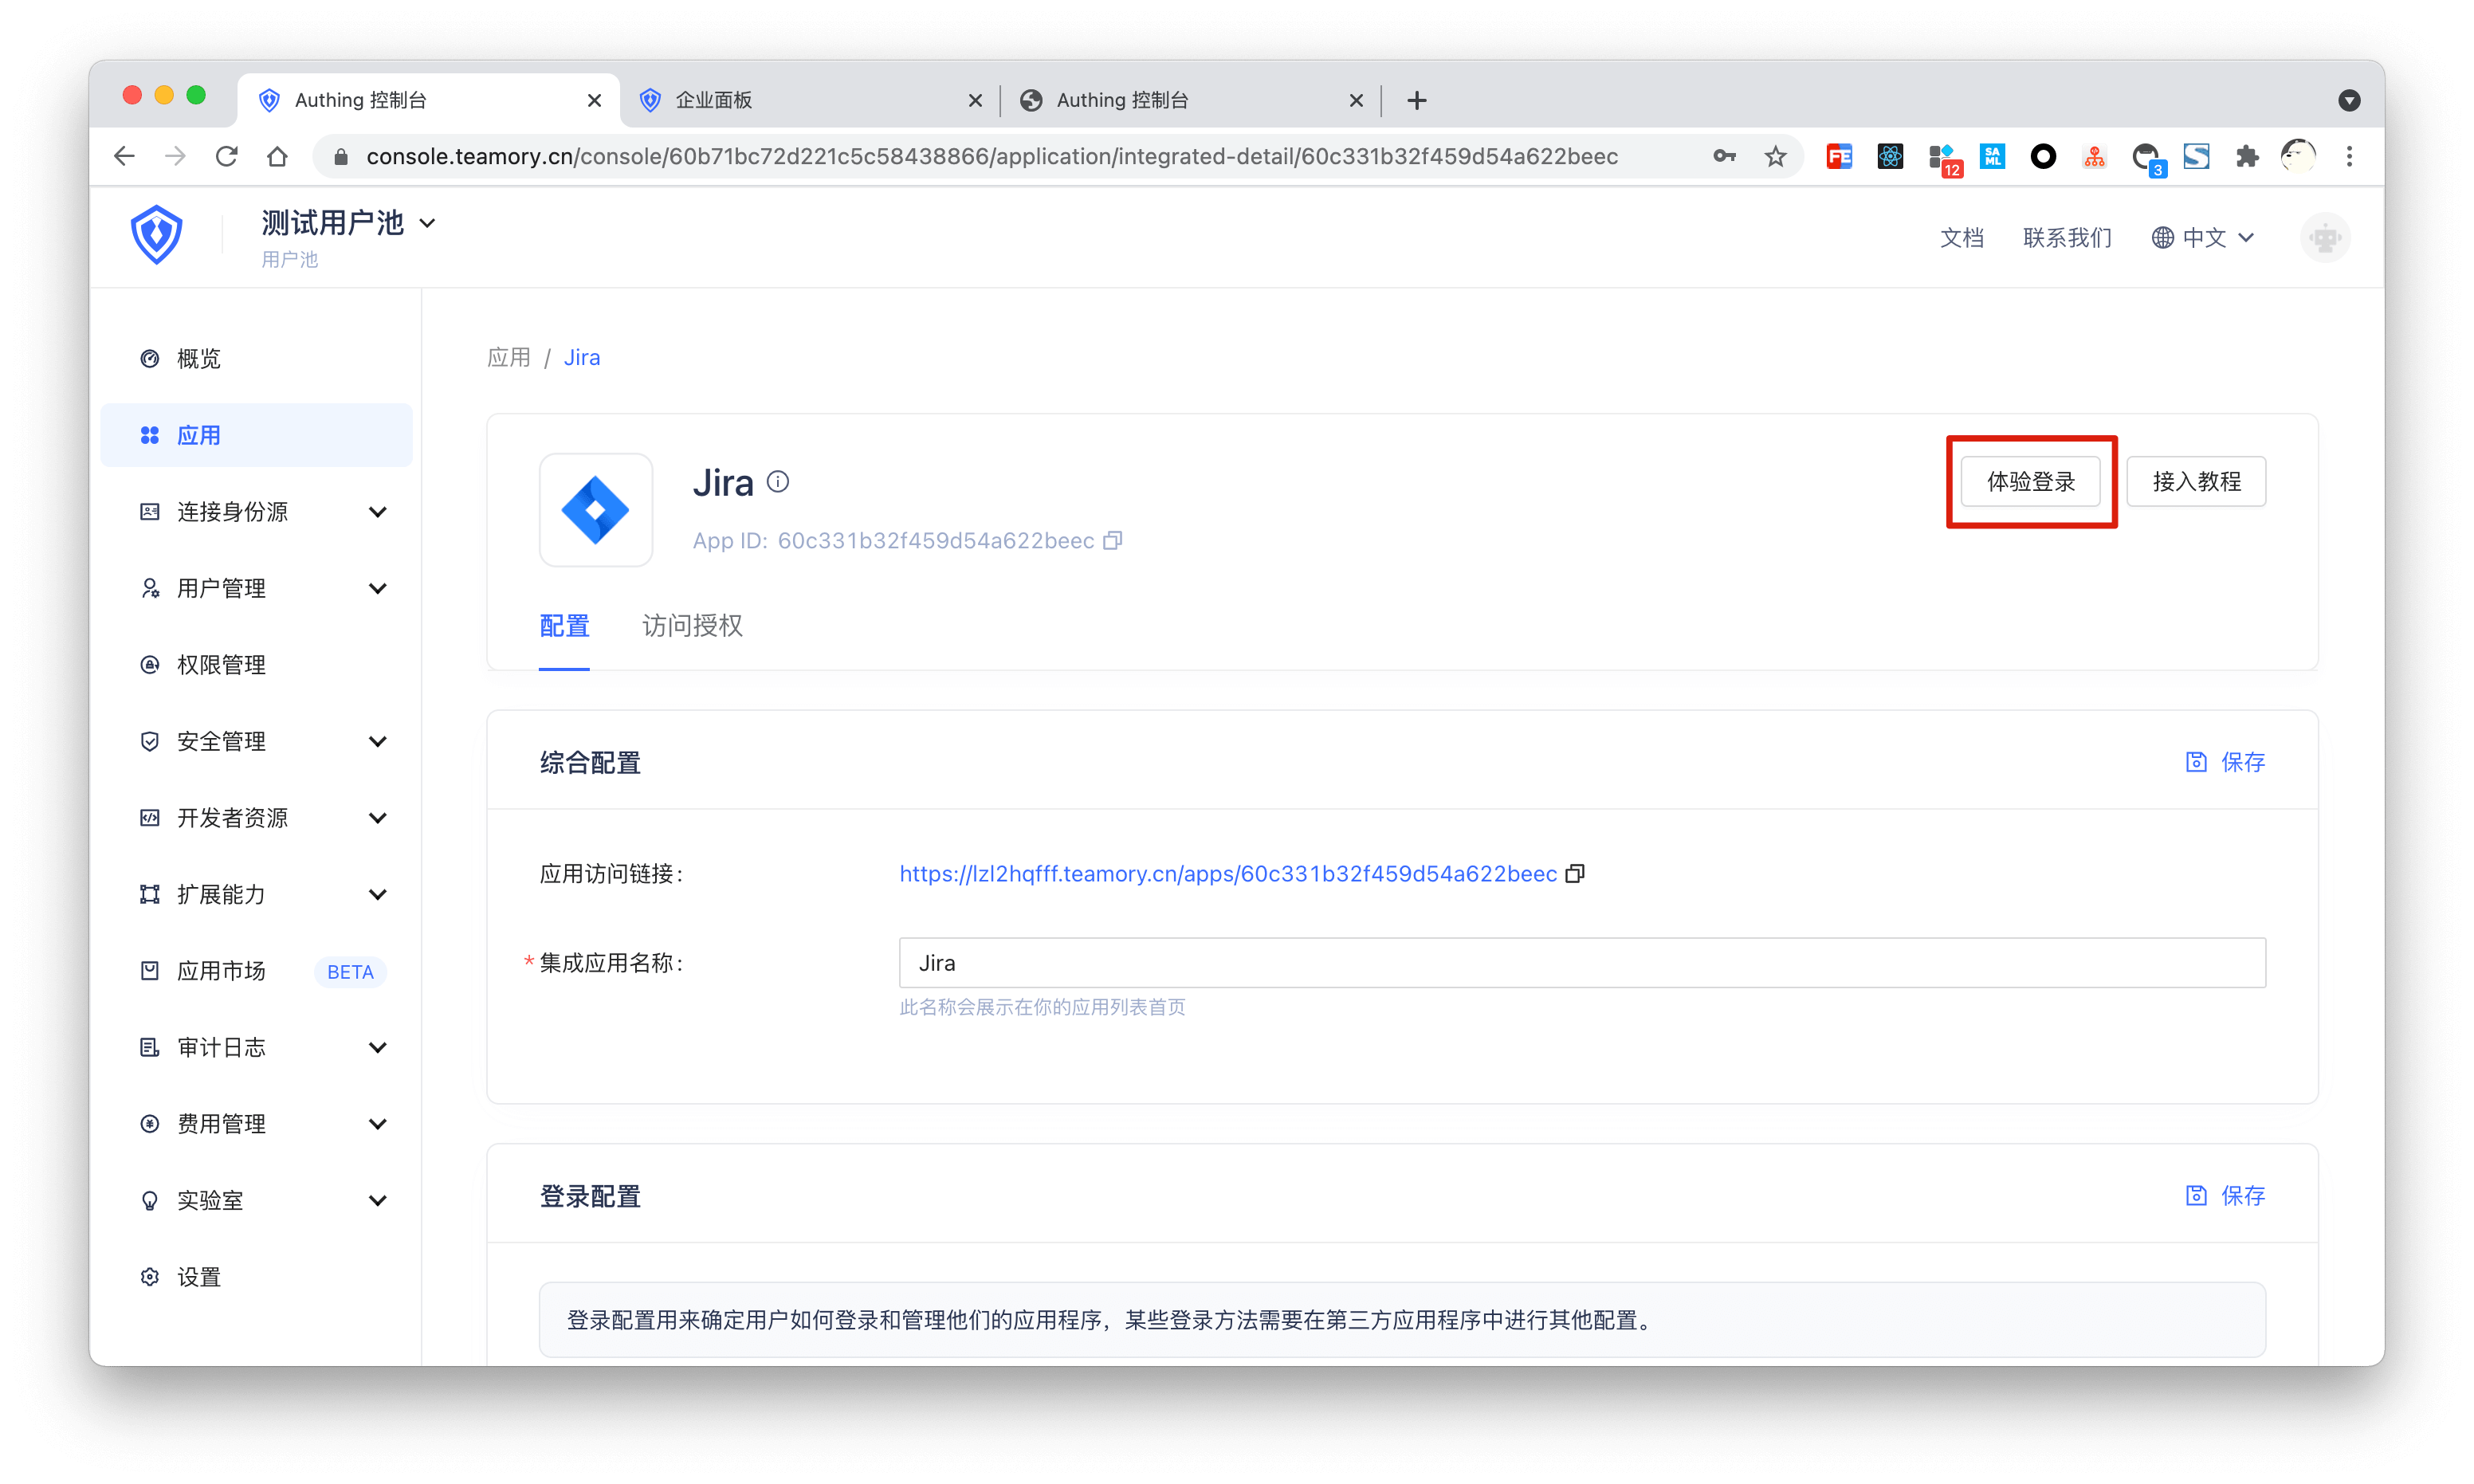 Authing 控制台
企业面板
Authing 控制台
console.teamory.cn/console/60b71bc72d221c5c58438866/application/integrated-detail/60c331b32f459d54a622beec
FE
12
SA
ML
3
测试用户池
用户池
文档
联系我们
中文
概览
应用
连接身份源
用户管理
权限管理
安全管理
开发者资源
扩展能力
应用市场 BETA
审计日志
费用管理
实验室
设置
应用 / Jira
Jira
App ID: 60c331b32f459d54a622beec
体验登录
接入教程
配置
访问授权
综合配置
保存
应用访问链接:
https://lzl2hqfff.teamory.cn/apps/60c331b32f459d54a622beec
* 集成应用名称:
Jira
此名称会展示在你的应用列表首页
登录配置
保存
登录配置用来确定用户如何登录和管理他们的应用程序，某些登录方法需要在第三方应用程序中进行其他配置。